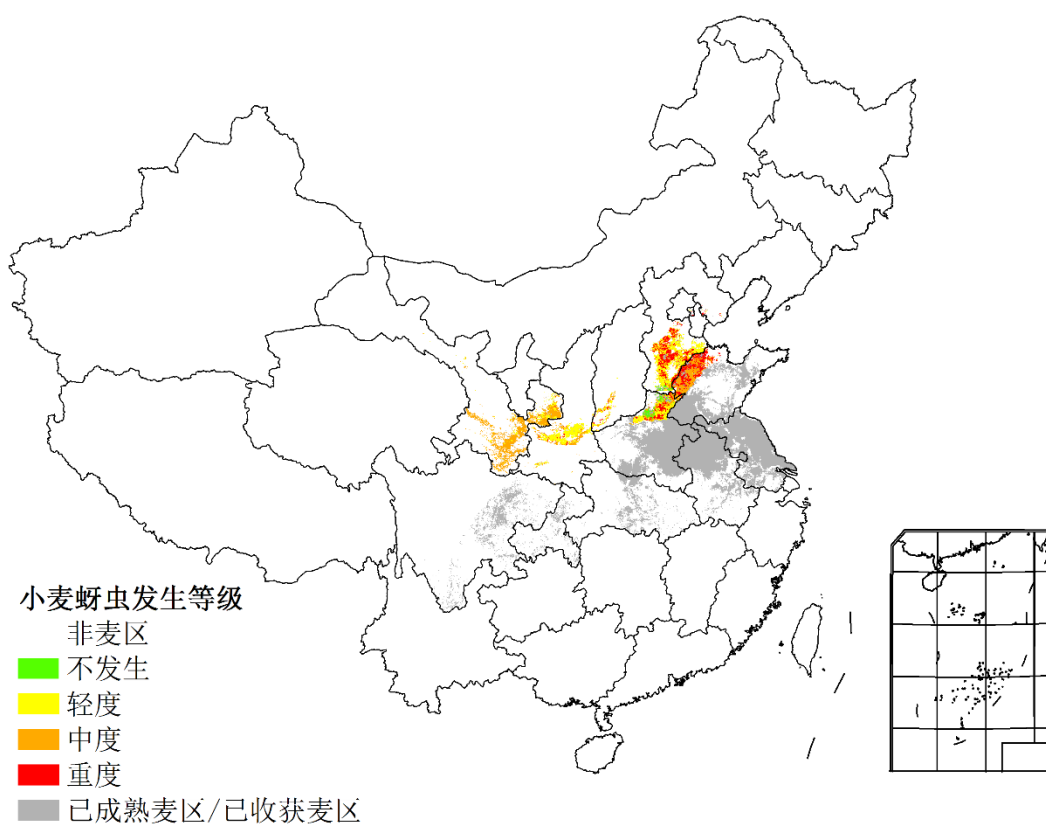 小麦蚜虫发生等级
非麦区
不发生
轻度
中度
重度
已成熟麦区/已收获麦区